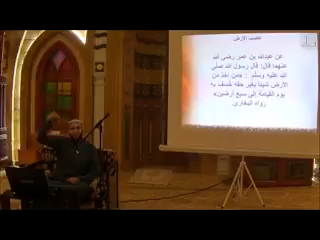 غاصب الأرض
عن عبدالله بن عمر رضي الله
عنهما قال: قال رسول الله صلى
الله عليه وسلم : «من أخذ من
الأرض شيئا بغير حقه خسف به
يوم القيامة إلى سبع أرضين»
رواه البخاري.